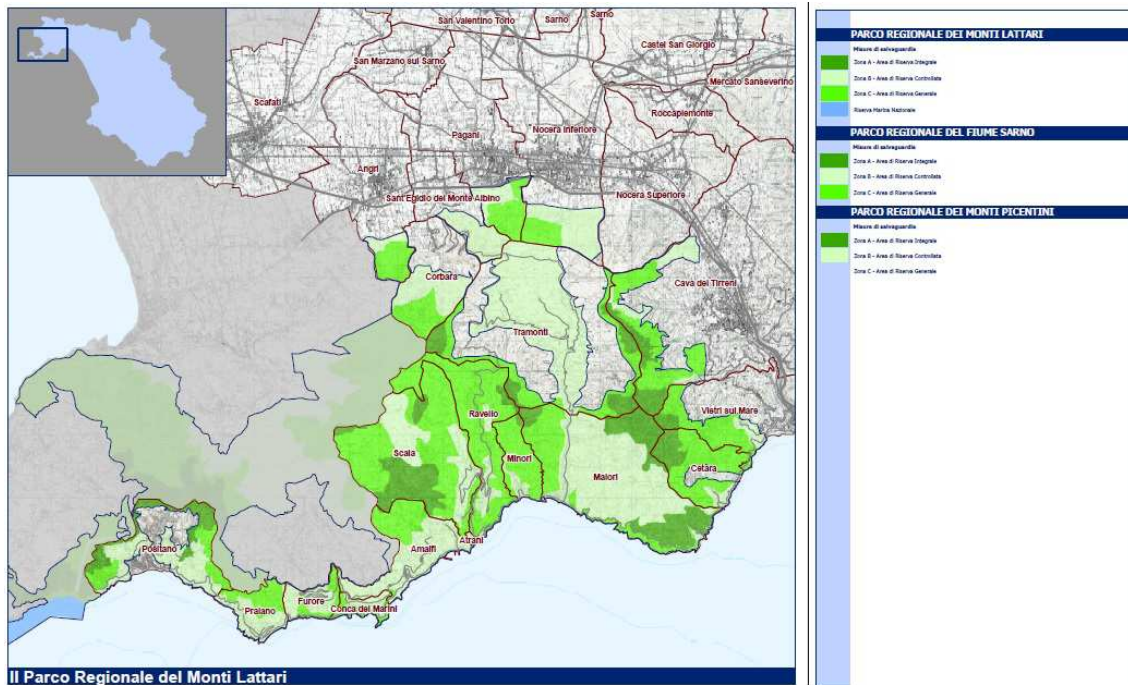 San Valentino Torio
Sarno
Sarno
Castel San Giorgio
San Marzano sul Sarno
Mercato Sanseverino
Scafati
Roccapiemonte
Pagani
Nocera Inferiore
Angri
Sant'Egidio del Monte Albino
Nocera Superiore
Corbara
Cava de' Tirreni
Tramonti
Vietri sul Mare
Ravello
Scala
Minori
Maiori
Cetara
Positano
Amalfi
Atrani
Furore
Conca dei Marini
Praiano
Il Parco Regionale dei Monti Lattari
PARCO REGIONALE DEI MONTI LATTARI
Misure di salvaguardia
Zona A - Area di Riserva Integrale
Zona B - Area di Riserva Controllata
Zona C - Area di Riserva Generale
Riserva Marina Nazionale
PARCO REGIONALE DEL FIUME SARNO
Misure di salvaguardia
Zona A - Area di Riserva Integrale
Zona B - Area di Riserva Controllata
Zona C - Area di Riserva Generale
PARCO REGIONALE DEI MONTI PICENTINI
Misure di salvaguardia
Zona A - Area di Riserva Integrale
Zona B - Area di Riserva Controllata
Zona C - Area di Riserva Generale